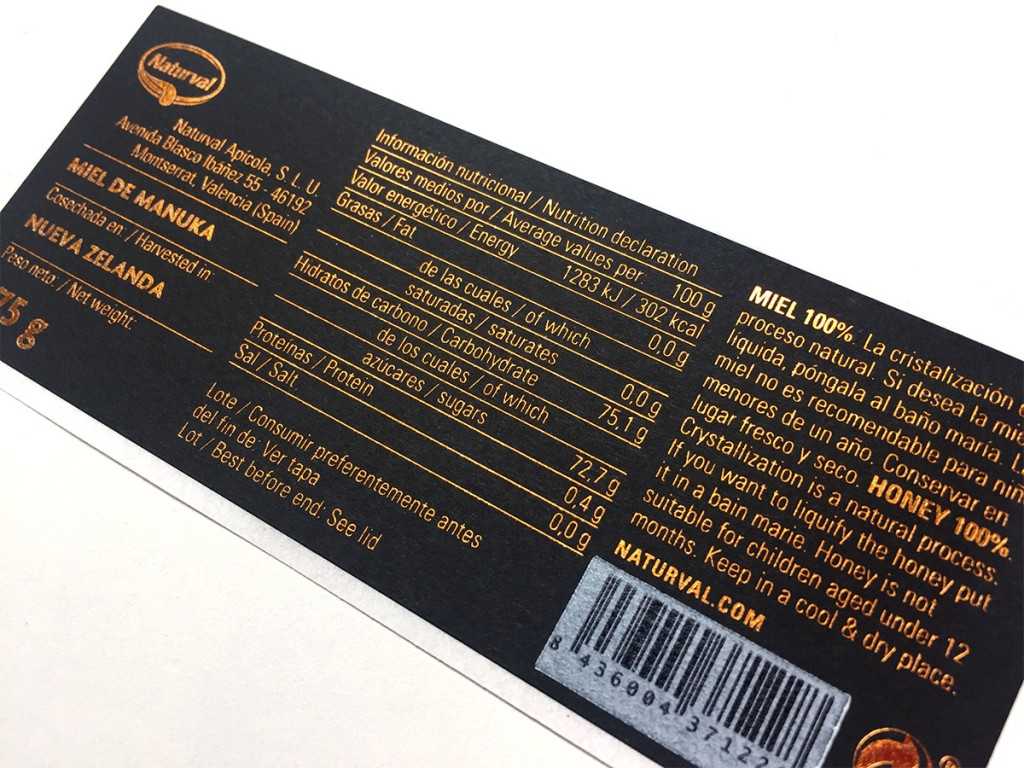 Naturval
Naturval Apícola, S. L. U.
Avenida Blasco Ibáñez 55 - 46192
Montserrat, Valencia (Spain)
MIEL DE MANUKA
Cosechada en: / Harvested in:
NUEVA ZELANDA
Peso neto: / Net weight:
75 g
Información nutricional / Nutrition declaration
Valores medios por / Average values per: 100 g
Valor energético / Energy 1283 kJ / 302 kcal
Grasas / Fat 0,0 g
de las cuales / of which
saturadas / saturates 0,0 g
Hidratos de carbono / Carbohydrate 75,1 g
de los cuales / of which
azúcares / sugars 72,7 g
Proteínas / Protein 0,4 g
Sal / Salt 0,0 g
Lote / Consumir preferentemente antes
del fin de: Ver tapa
Lot / Best before end: See lid
MIEL 100%. La cristalización
proceso natural. Si desea la
líquida, póngala al baño maría.
miel no es recomendable para
menores de un año. Conservar en
lugar fresco y seco. HONEY 100%.
Crystallization is a natural process.
If you want to liquify the honey put
it in a bain marie. Honey is not
suitable for children aged under 12
months. Keep in a cool & dry place.
NATURVAL.COM
8 436004 37122
®